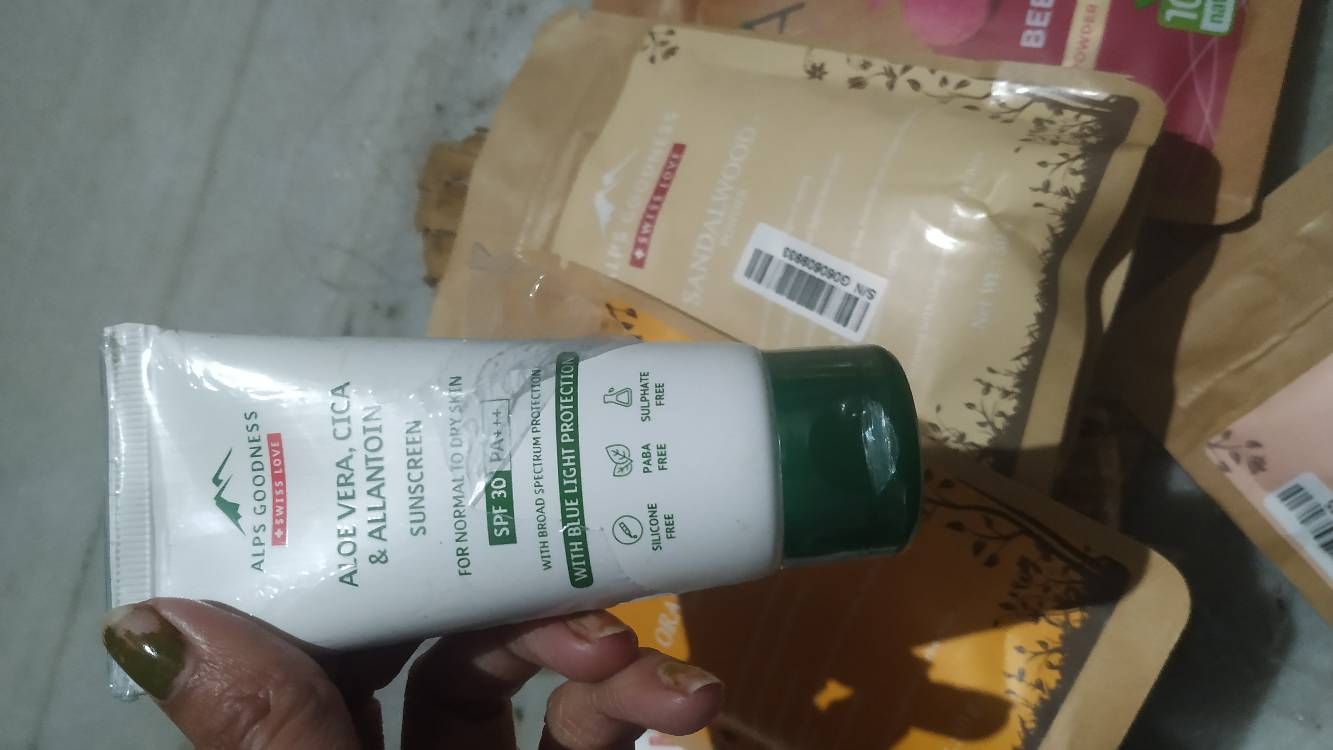 ALPS GOODNESS
SWISS LOVE
ALOE VERA, CICA
& ALLANTOIN
SUNSCREEN
FOR NORMAL TO DRY SKIN
SPF 30 PA+++
WITH BROAD SPECTRUM PROTECTION
WITH BLUE LIGHT PROTECTION
SILICONE
FREE
PABA
FREE
SULPHATE
FREE
ALPS GOODNESS
SWISS LOVE
SANDALWOOD
POWDER
S/N G060608933